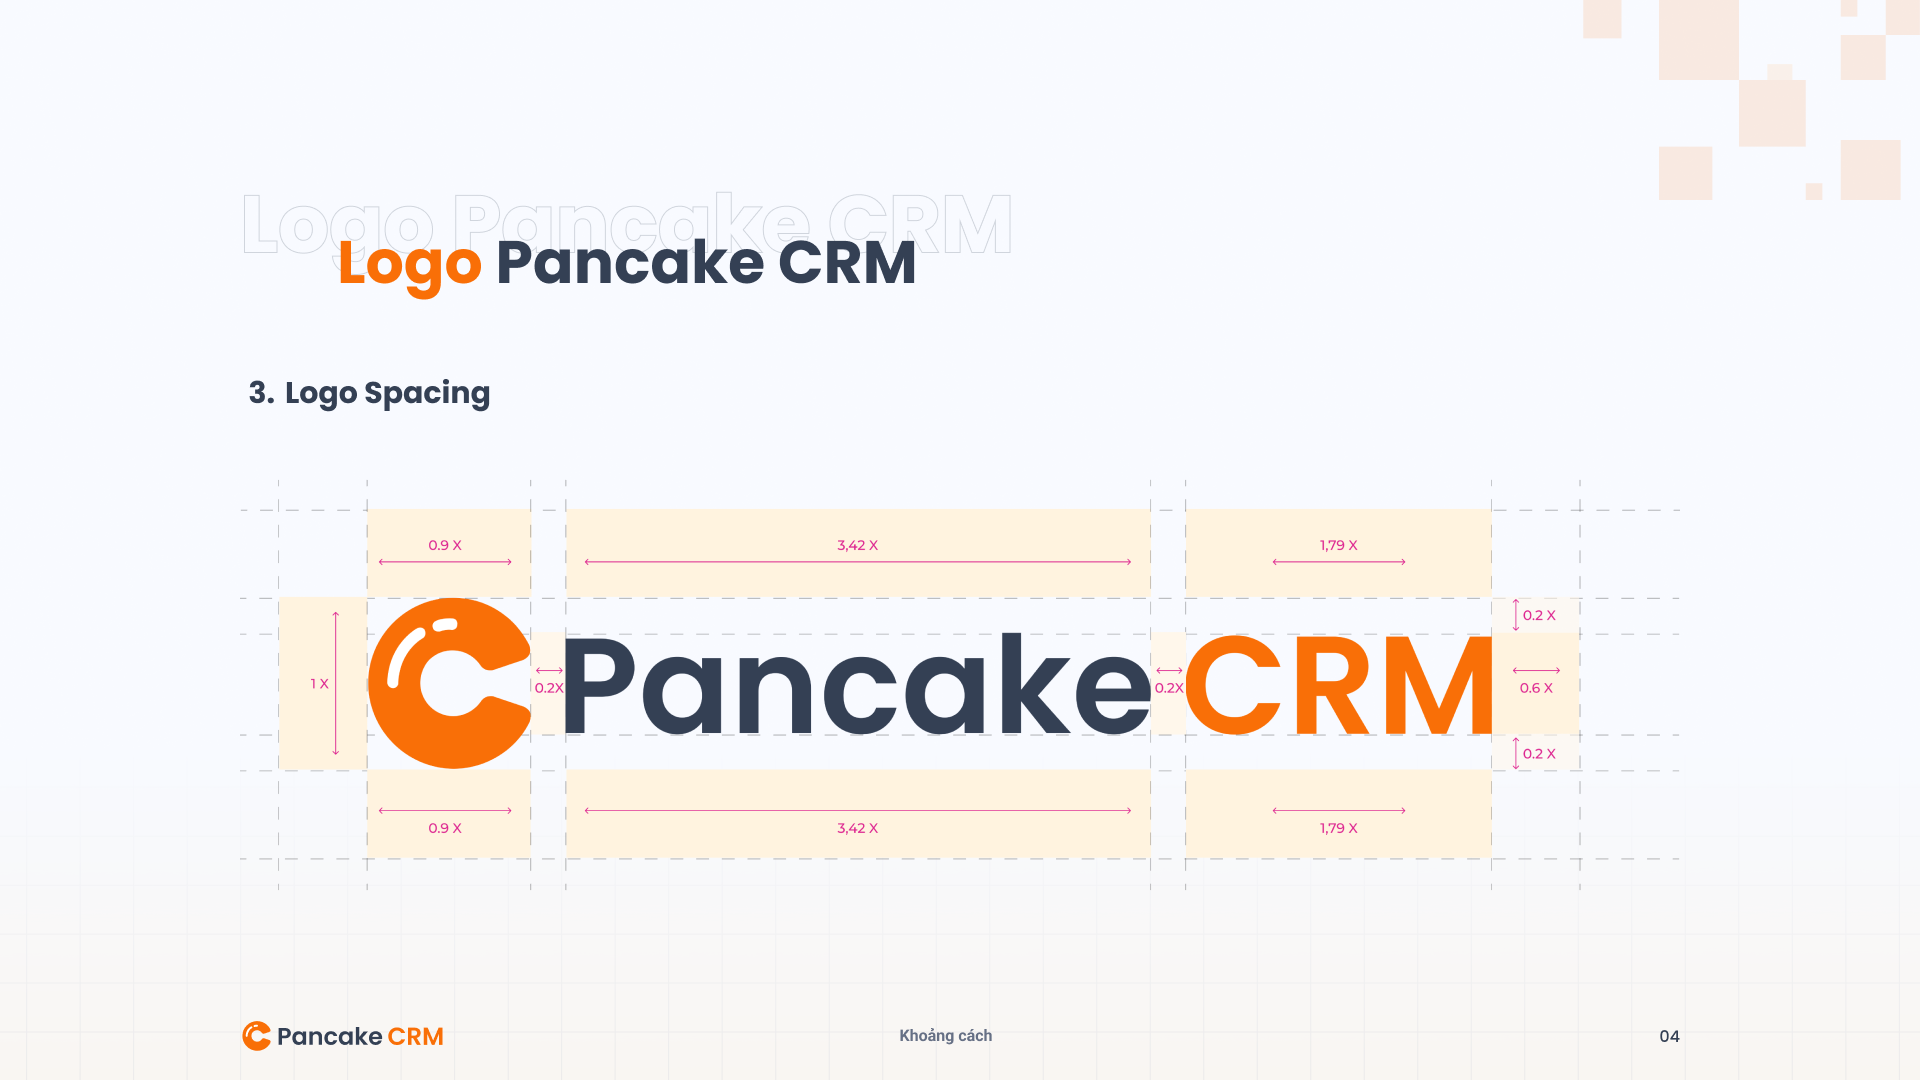 Logo Pancake CRM
Logo Pancake CRM
3. Logo Spacing
0.9 X
3,42 X
1,79 X
0.2 X
1 X
0.2X
Pancake
0.2X
CRM
0.6 X
0.2 X
0.9 X
3,42 X
1,79 X
Pancake CRM
Khoảng cách
04